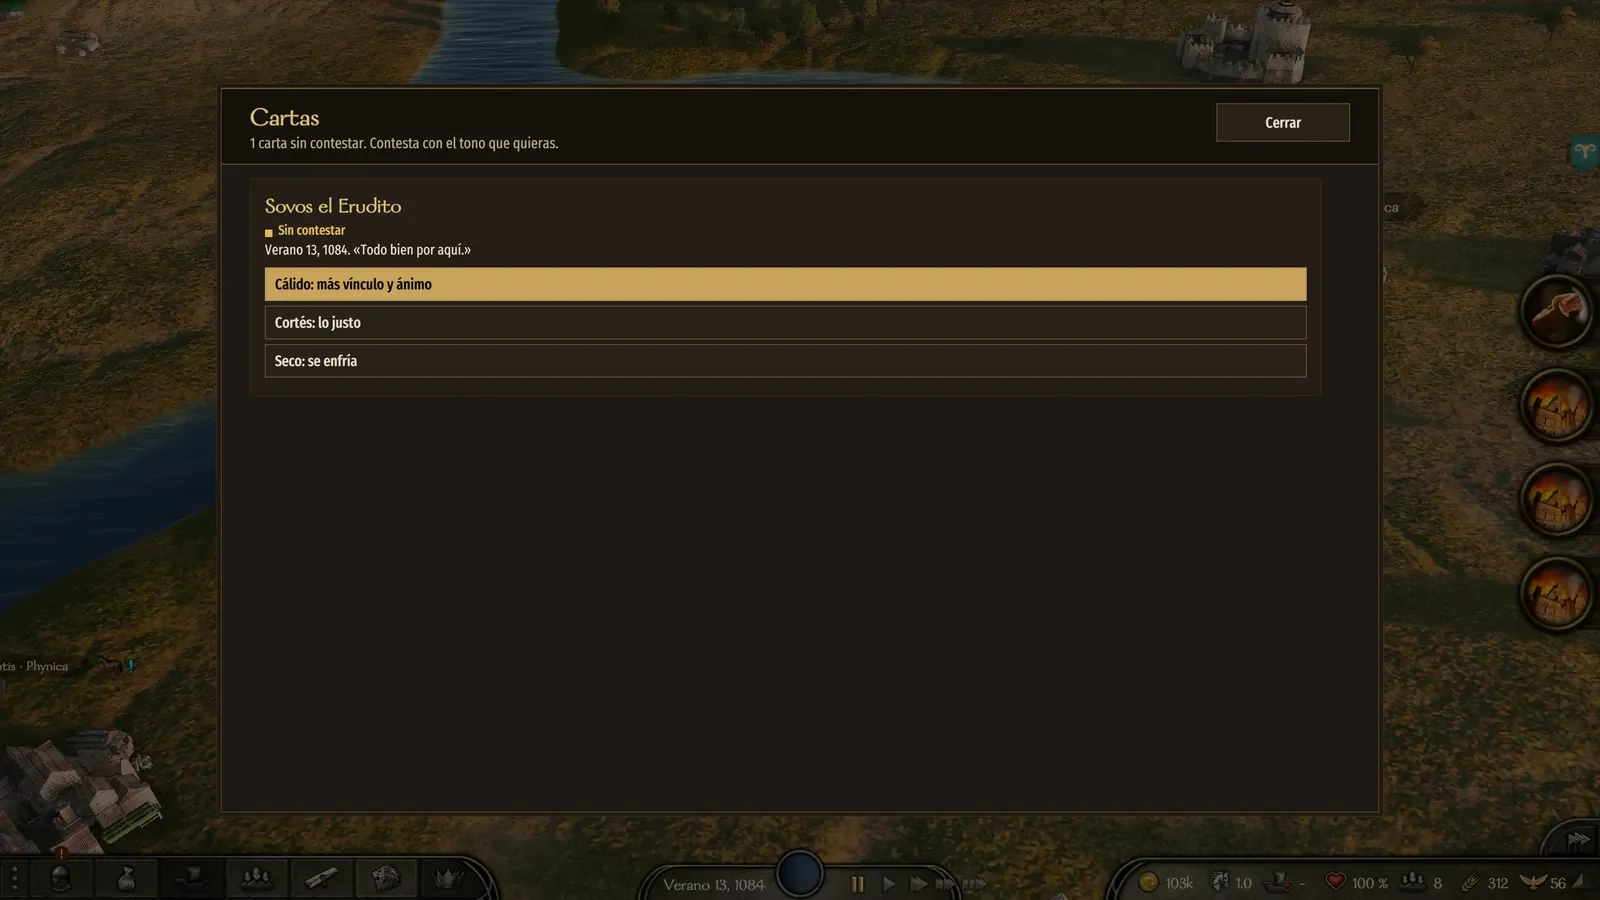 Cartas
1 carta sin contestar. Contesta con el tono que quieras.
Cerrar
Sovos el Erudito
Sin contestar
Verano 13, 1084. «Todo bien por aquí.»
Cálido: más vínculo y ánimo
Cortés: lo justo
Seco: se enfría
ca
tis · Phynica
!
!
Verano 13, 1084
103k
1.0
-
100 %
8
312
56